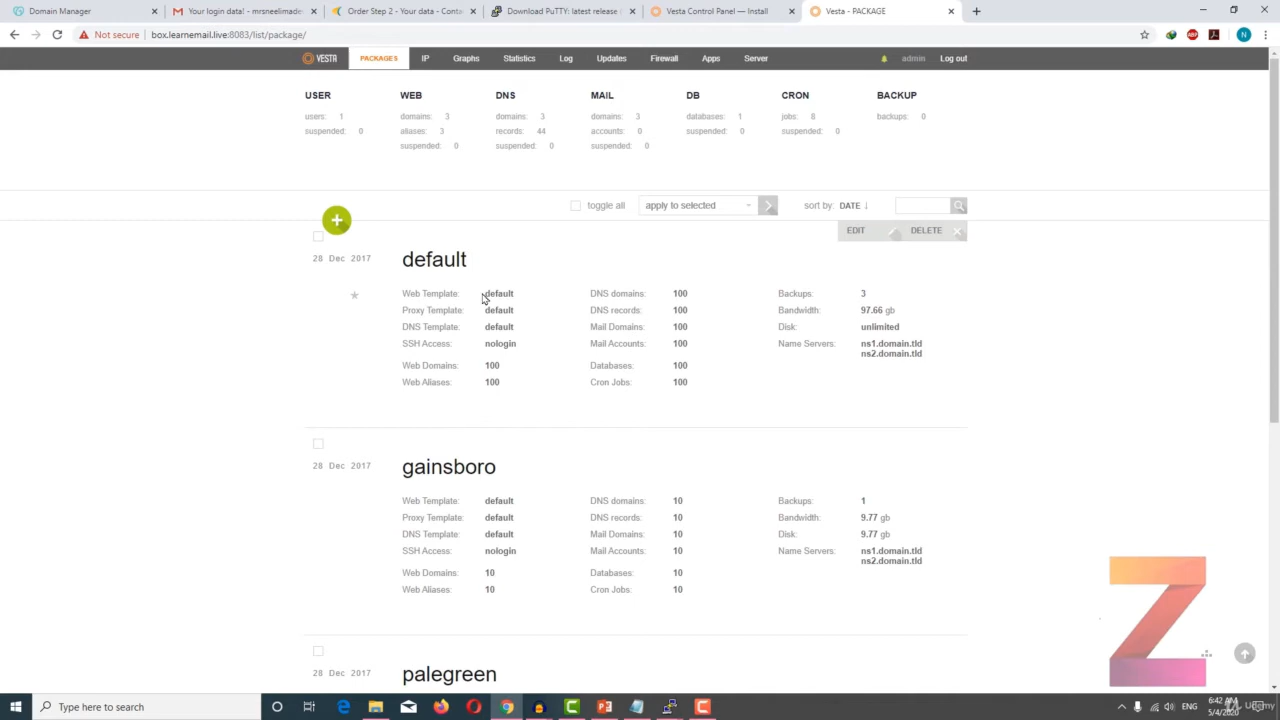 Domain Manager
Your login data! - mrsneelimade
Order Step 2 - Your data - Conta
Download PuTTY: latest release (
Vesta Control Panel — Install
Vesta - PACKAGE
Not secure
box.learnemail.live:8083/list/package/
ABP
N
VESTA PACKAGES IP Graphs Statistics Log Updates Firewall Apps Server admin Log out
USER WEB DNS MAIL DB CRON BACKUP
users: 1 domains: 3 domains: 3 domains: 3 databases: 1 jobs: 8 backups: 0
suspended: 0 aliases: 3 records: 44 accounts: 0 suspended: 0 suspended: 0
suspended: 0 suspended: 0 suspended: 0
toggle all apply to selected sort by: DATE ↓
+
EDIT DELETE
28 Dec 2017 default
Web Template: default DNS domains: 100 Backups: 3
Proxy Template: default DNS records: 100 Bandwidth: 97.66 gb
DNS Template: default Mail Domains: 100 Disk: unlimited
SSH Access: nologin Mail Accounts: 100 Name Servers: ns1.domain.tld
ns2.domain.tld
Web Domains: 100 Databases: 100
Web Aliases: 100 Cron Jobs: 100
28 Dec 2017 gainsboro
Web Template: default DNS domains: 10 Backups: 1
Proxy Template: default DNS records: 10 Bandwidth: 9.77 gb
DNS Template: default Mail Domains: 10 Disk: 9.77 gb
SSH Access: nologin Mail Accounts: 10 Name Servers: ns1.domain.tld
ns2.domain.tld
Web Domains: 10 Databases: 10
Web Aliases: 10 Cron Jobs: 10
28 Dec 2017 palegreen
Z
Type here to search
ENG
6:42 AM
5/4/2020
Udemy